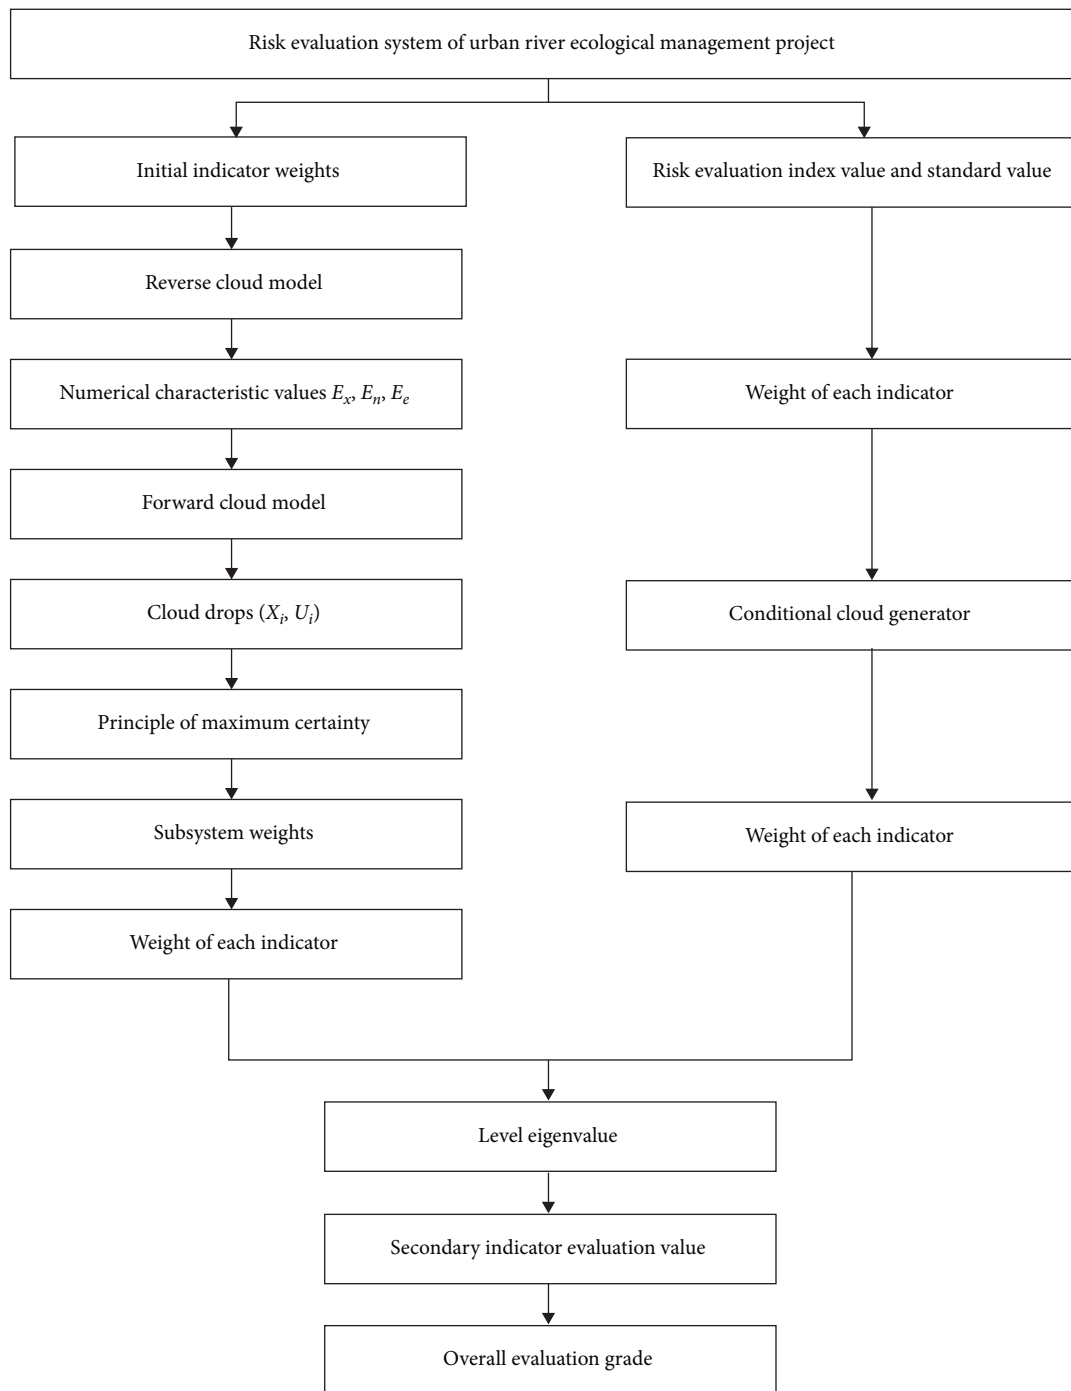 Risk evaluation system of urban river ecological management project
Initial indicator weights
Reverse cloud model
Numerical characteristic values Eₓ, Eₙ, Eₑ
Forward cloud model
Cloud drops (Xᵢ, Uᵢ)
Principle of maximum certainty
Subsystem weights
Weight of each indicator
Risk evaluation index value and standard value
Weight of each indicator
Conditional cloud generator
Weight of each indicator
Level eigenvalue
Secondary indicator evaluation value
Overall evaluation grade